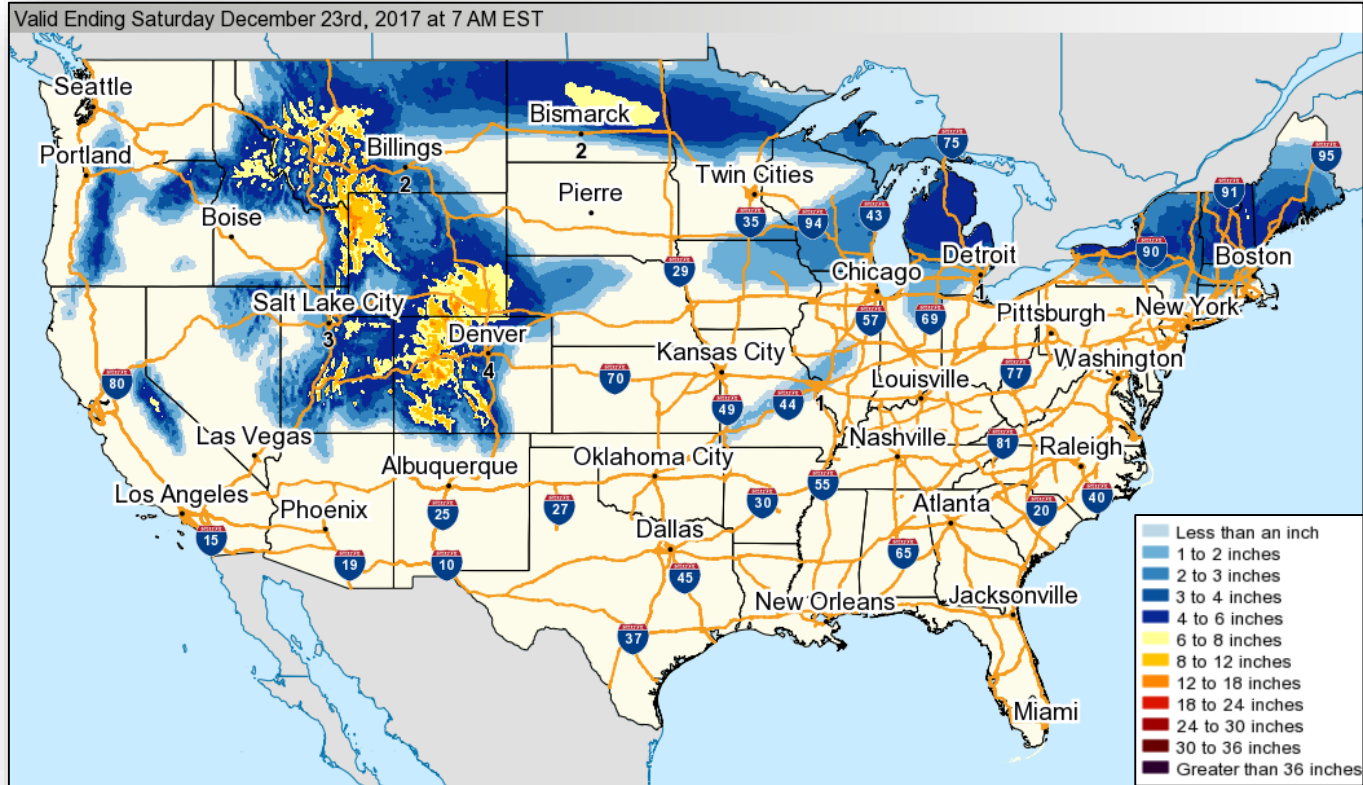 Valid Ending Saturday December 23rd, 2017 at 7 AM EST
Seattle
Portland
Boise
Billings
2
Bismarck
2
Pierre
Twin Cities
35
94
43
75
95
91
90
Boston
Detroit
1
Chicago
29
Salt Lake City
3
Denver
4
57
69
Pittsburgh
New York
Washington
80
70
Kansas City
49
44
1
Louisville
77
Las Vegas
Albuquerque
Oklahoma City
Nashville
81
Raleigh
Los Angeles
15
Phoenix
19
25
10
27
30
55
Atlanta
20
40
Dallas
45
65
37
New Orleans
Jacksonville
Miami
Less than an inch
1 to 2 inches
2 to 3 inches
3 to 4 inches
4 to 6 inches
6 to 8 inches
8 to 12 inches
12 to 18 inches
18 to 24 inches
24 to 30 inches
30 to 36 inches
Greater than 36 inches